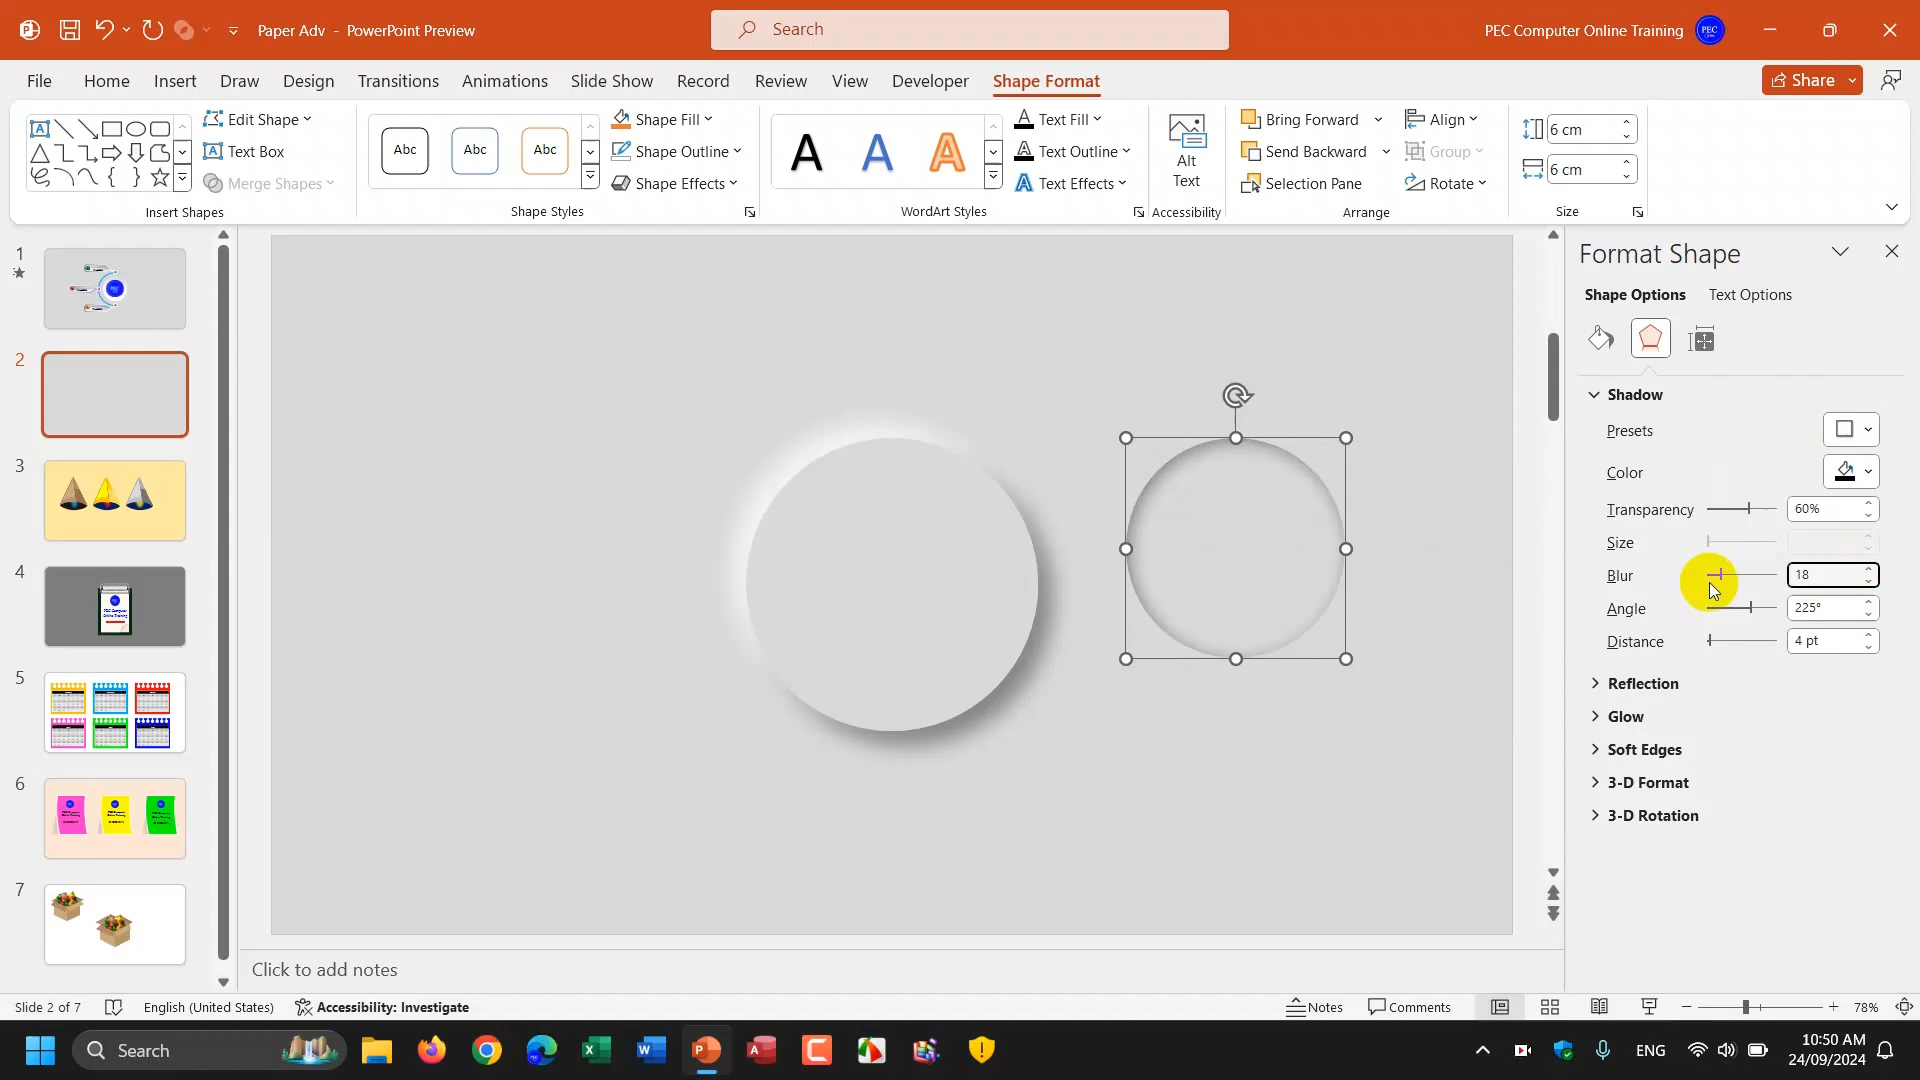 Paper Adv - PowerPoint Preview
Search
PEC Computer Online Training
PEC
File
Home
Insert
Draw
Design
Transitions
Animations
Slide Show
Record
Review
View
Developer
Shape Format
Share
A
Edit Shape
Text Box
Merge Shapes
Insert Shapes
Abc
Abc
Abc
Shape Fill
Shape Outline
Shape Effects
Shape Styles
A
A
A
Text Fill
Text Outline
Text Effects
WordArt Styles
Alt
Text
Accessibility
Bring Forward
Send Backward
Selection Pane
Align
Group
Rotate
Arrange
6 cm
6 cm
Size
1
2
3
4
5
6
7
Format Shape
Shape Options
Text Options
Shadow
Presets
Color
Transparency
60%
Size
Blur
18
Angle
225°
Distance
4 pt
Reflection
Glow
Soft Edges
3-D Format
3-D Rotation
Click to add notes
Slide 2 of 7
English (United States)
Accessibility: Investigate
Notes
Comments
78%
Search
ENG
10:50 AM
24/09/2024